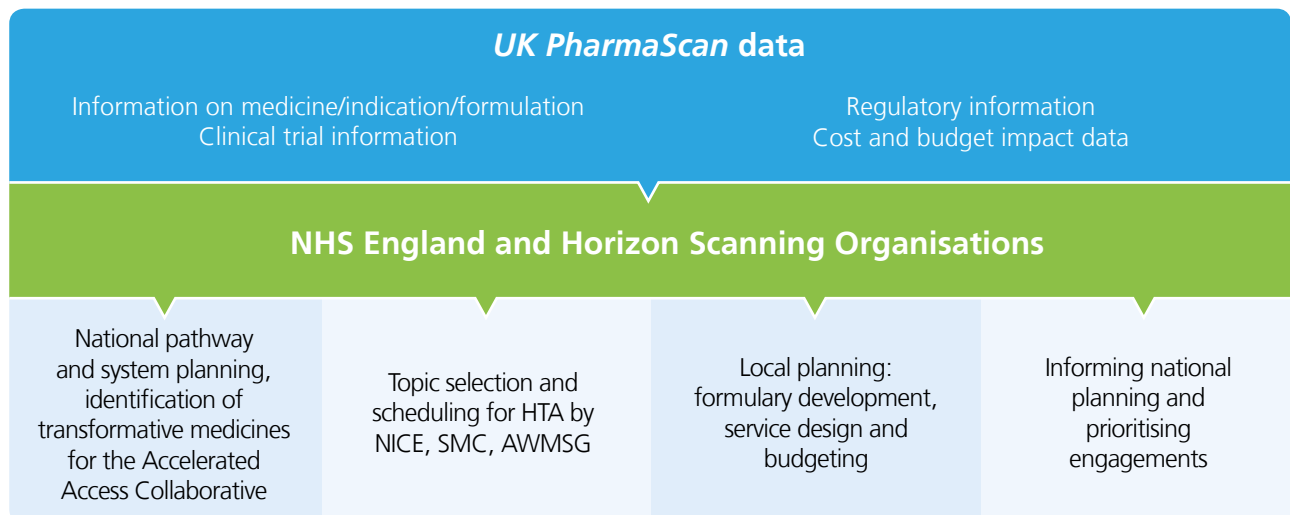 UK PharmaScan data
Information on medicine/indication/formulation
Clinical trial information
Regulatory information
Cost and budget impact data
NHS England and Horizon Scanning Organisations
National pathway
and system planning,
identification of
transformative medicines
for the Accelerated
Access Collaborative
Topic selection and
scheduling for HTA by
NICE, SMC, AWMSG
Local planning:
formulary development,
service design and
budgeting
Informing national
planning and
prioritising
engagements